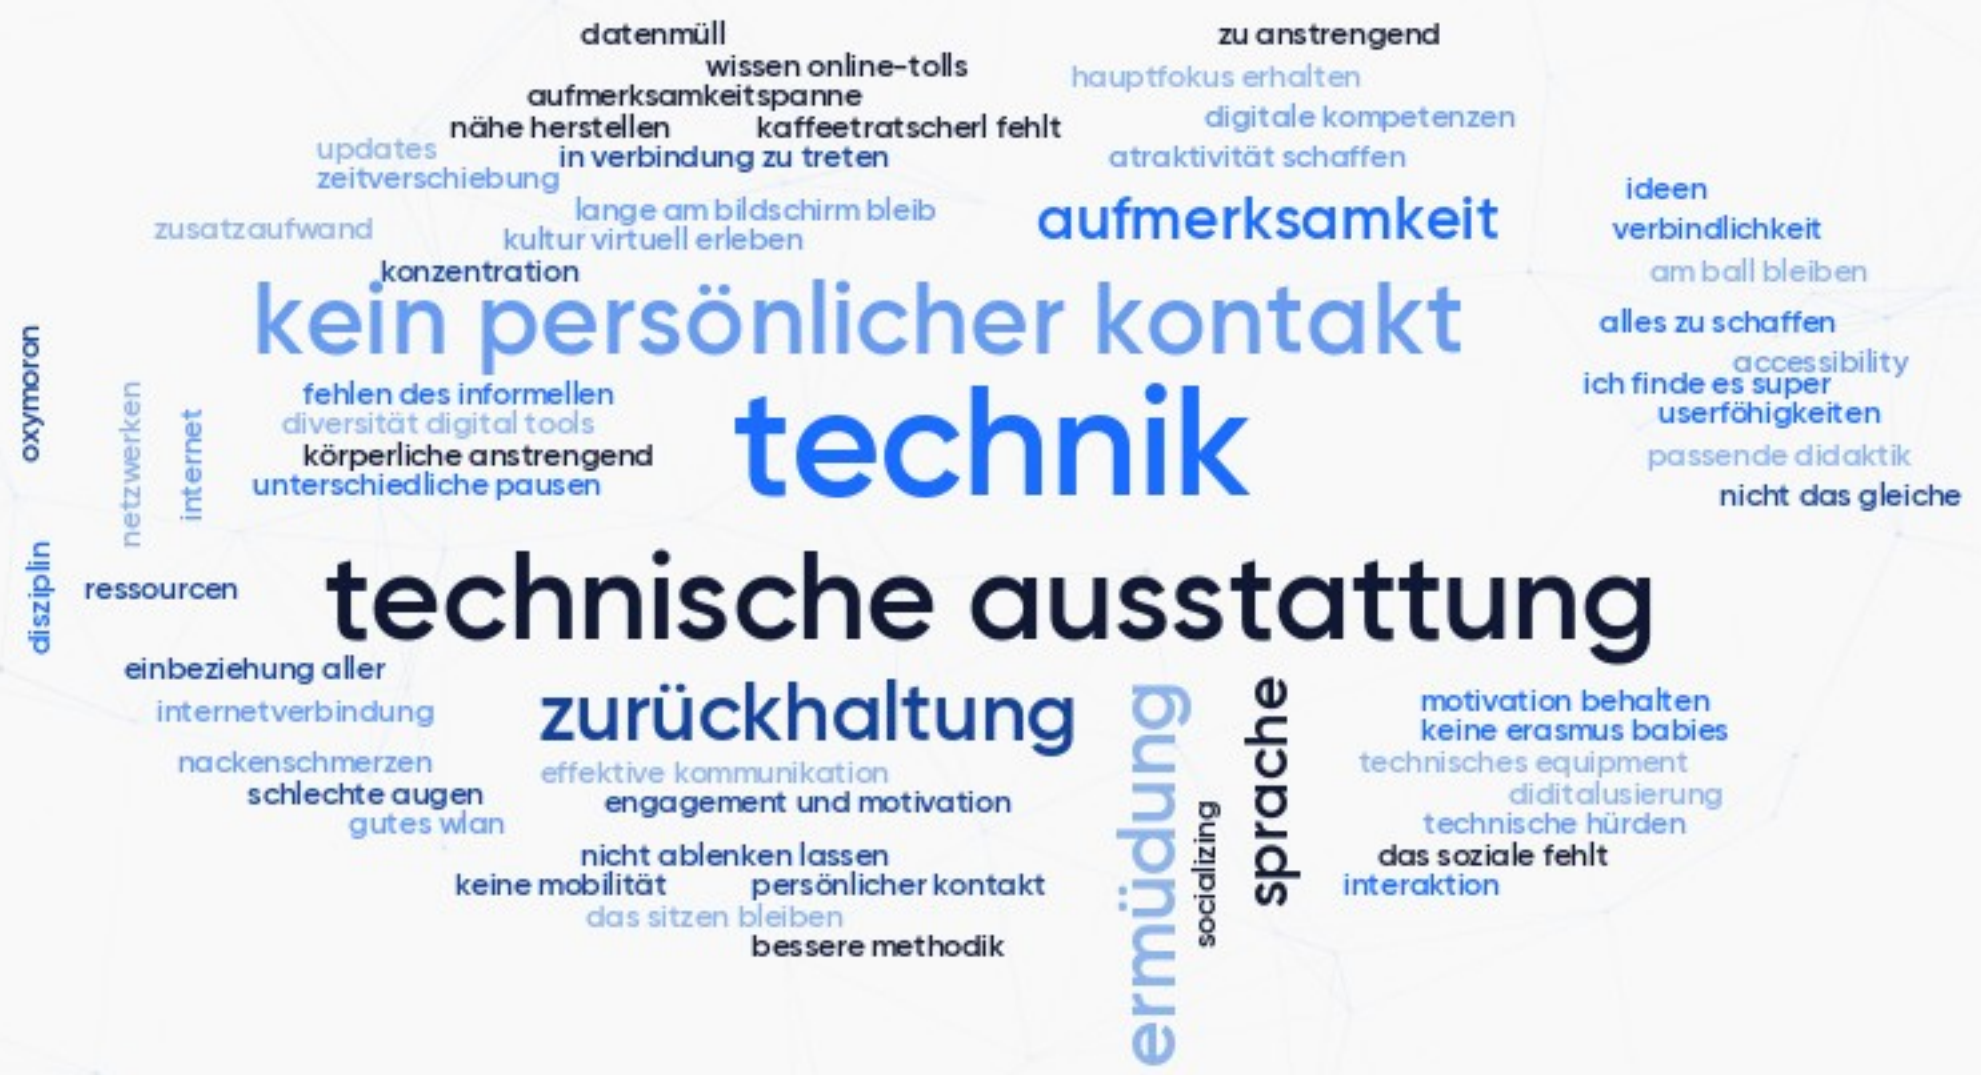 datenmüll
zu anstrengend
wissen online-tolls
hauptfokus erhalten
aufmerksamkeitspanne
digitale kompetenzen
nähe herstellen
kaffeetratscherl fehlt
updates
in verbindung zu treten
atraktivität schaffen
zeitverschiebung
ideen
lange am bildschirm bleib
aufmerksamkeit
zusatzaufwand
verbindlichkeit
kultur virtuell erleben
konzentration
am ball bleiben
kein persönlicher kontakt
alles zu schaffen
accessibility
ich finde es super
oxymoron
fehlen des informellen
userföhigkeiten
netzwerken
internet
diversität digital tools
technik
körperliche anstrengend
passende didaktik
unterschiedliche pausen
nicht das gleiche
disziplin
ressourcen
technische ausstattung
einbeziehung aller
internetverbindung
zurückhaltung
ermüdung
sprache
motivation behalten
keine erasmus babies
nackenschmerzen
effektive kommunikation
technisches equipment
schlechte augen
engagement und motivation
diditalusierung
gutes wlan
socializing
technische hürden
nicht ablenken lassen
das soziale fehlt
keine mobilität
persönlicher kontakt
interaktion
das sitzen bleiben
bessere methodik